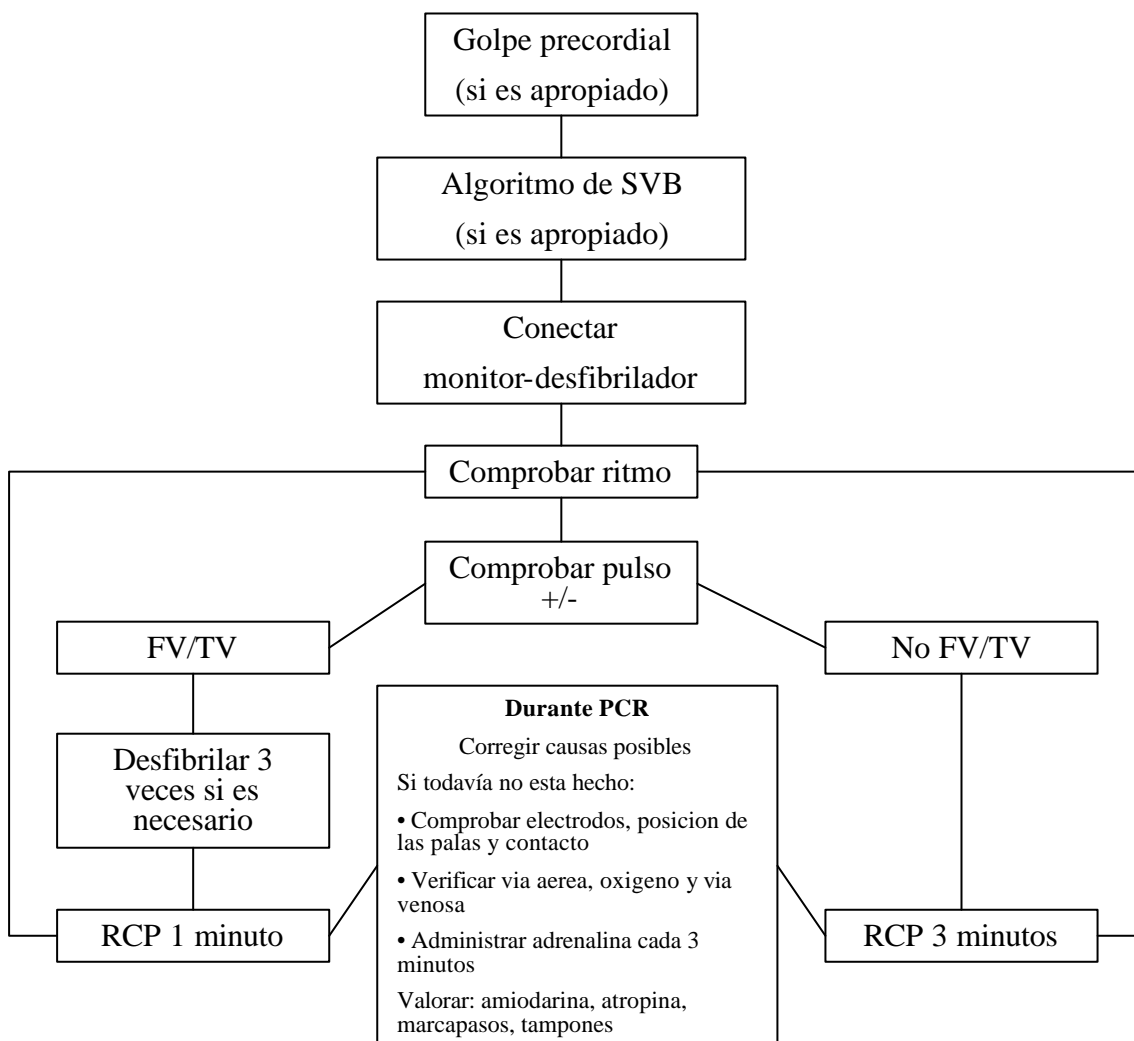 Golpe precordial
(si es apropiado)
Algoritmo de SVB
(si es apropiado)
Conectar
monitor-desfibrilador
Comprobar ritmo
Comprobar pulso
+/-
FV/TV
No FV/TV
Desfibrilar 3
veces si es
necesario
RCP 1 minuto
Durante PCR
Corregir causas posibles
Si todavía no esta hecho:
• Comprobar electrodos, posicion de
las palas y contacto
• Verificar via aerea, oxigeno y via
venosa
• Administrar adrenalina cada 3
minutos
Valorar: amiodarina, atropina,
marcapasos, tampones
RCP 3 minutos